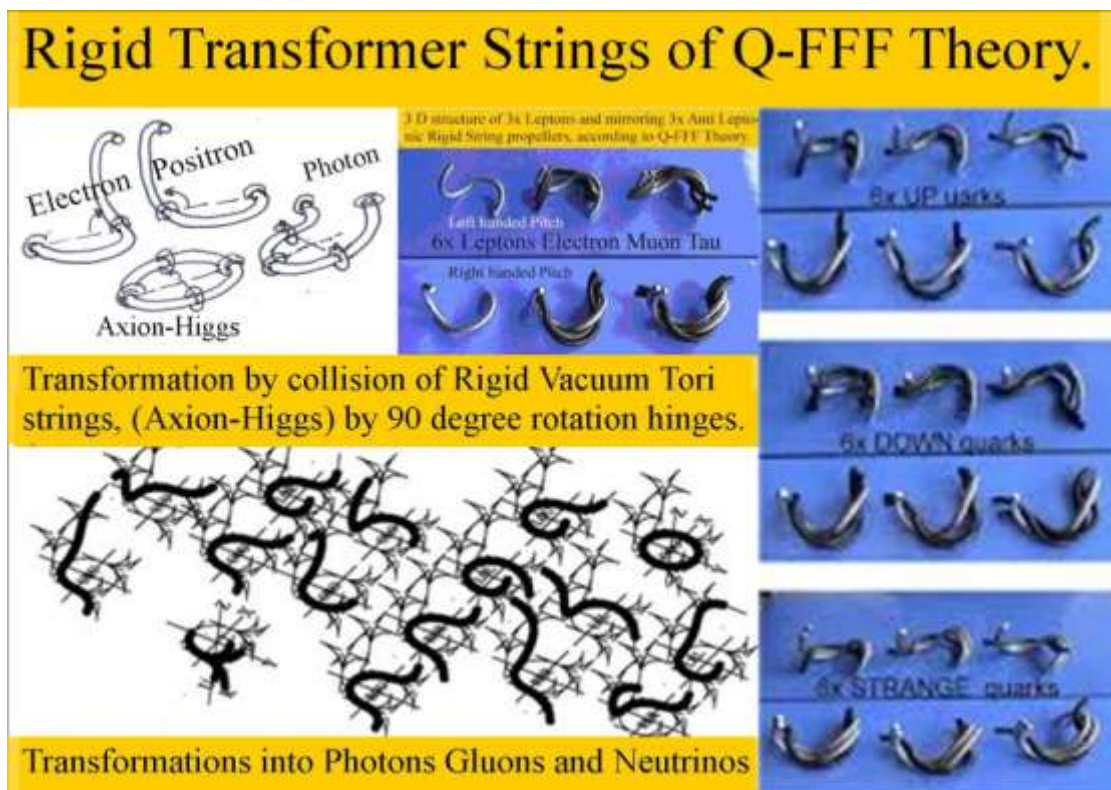 Rigid Transformer Strings of Q-FFF Theory.
Electron
Positron
Photon
Axion-Higgs
3 D structure of 3x Leptons and mirroring 3x Anti Lepto-
nic Rigid String propellers, according to Q-FFF Theory.
Left handed Pitch
6x Leptons Electron Muon Tau
Right handed Pitch
Transformation by collision of Rigid Vacuum Tori
strings, (Axion-Higgs) by 90 degree rotation hinges.
Transformations into Photons Gluons and Neutrinos
6x UP uarks
6x DOWN quarks
6x STRANGE quarks